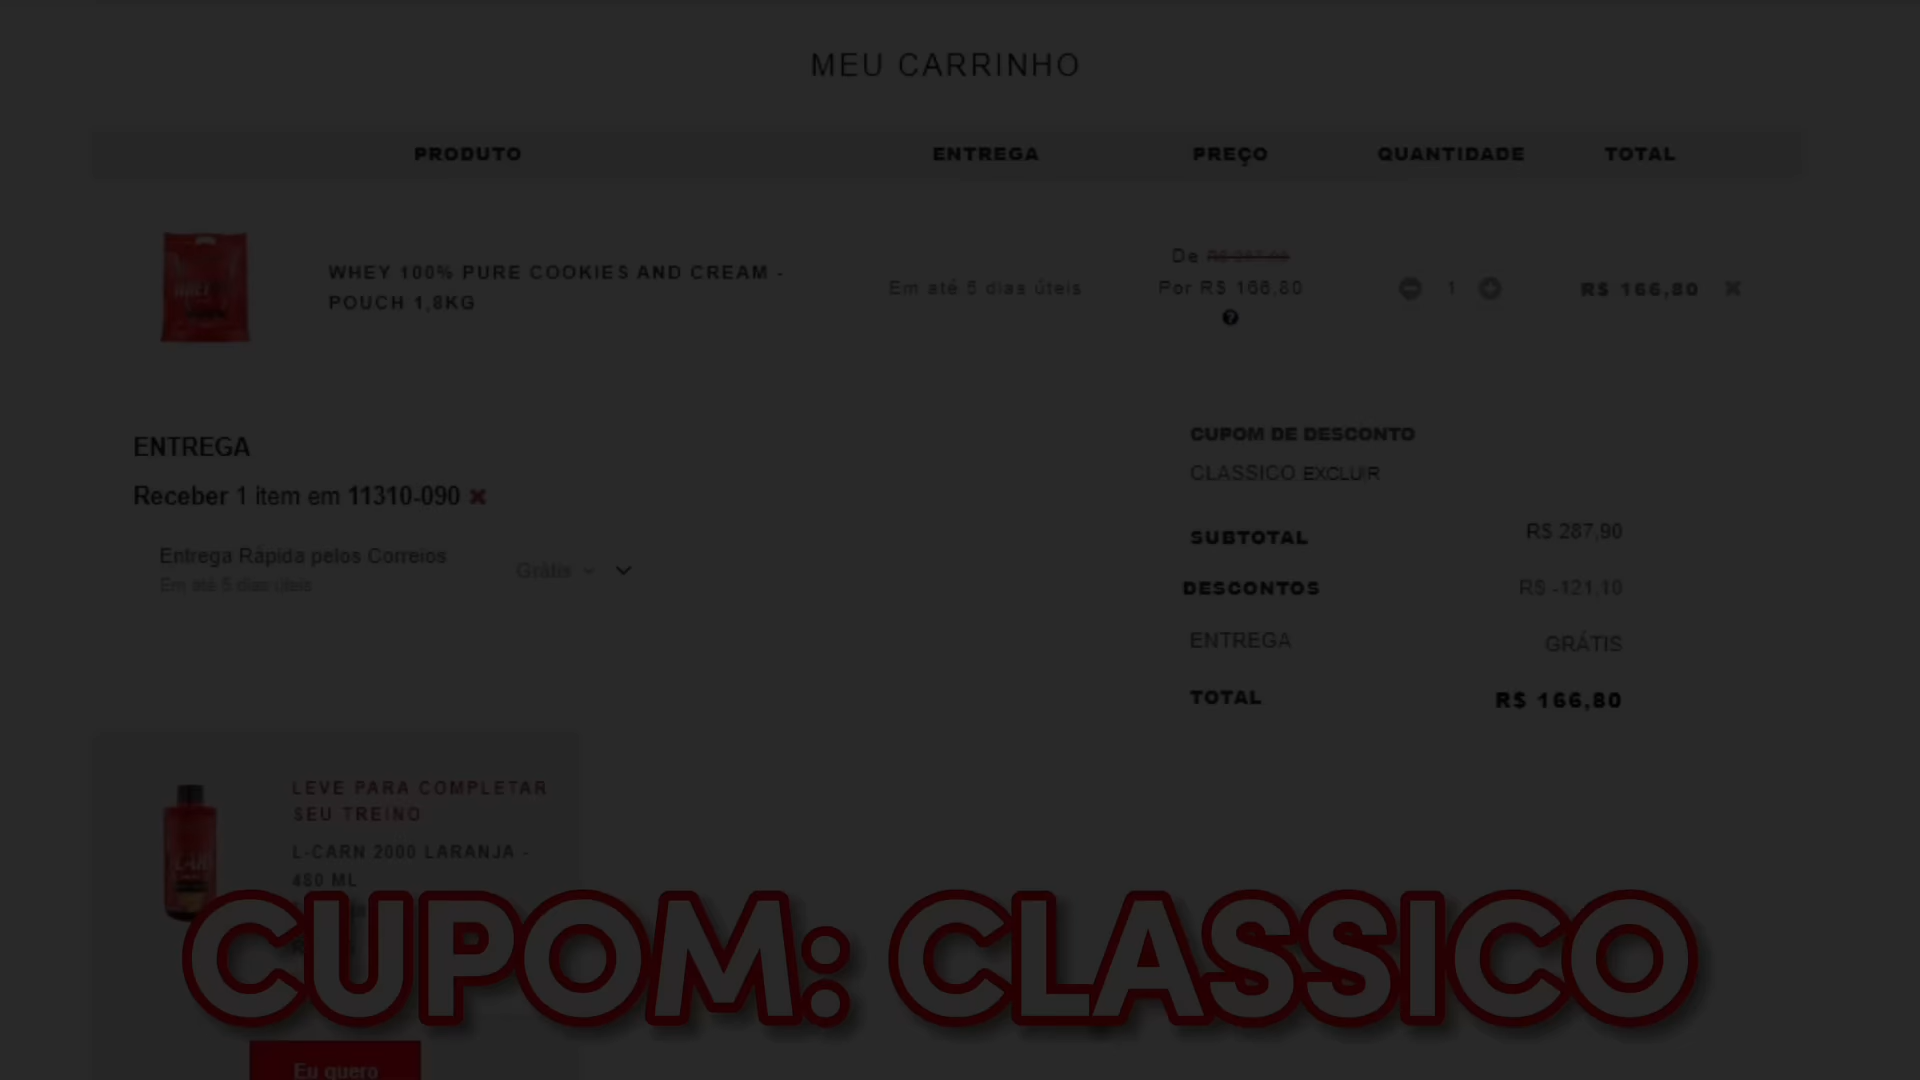 MEU CARRINHO
PRODUTO ENTREGA PREÇO QUANTIDADE TOTAL
WHEY 100% PURE COOKIES AND CREAM -
POUCH 1,8KG
Em até 5 dias úteis
De R$ 287,90
Por R$ 166,80
1
R$ 166,80
ENTREGA
Receber 1 item em 11310-090
Entrega Rápida pelos Correios
Em até 5 dias úteis
Grátis
CUPOM DE DESCONTO
CLASSICO EXCLUIR
SUBTOTAL R$ 287,90
DESCONTOS R$ -121,10
ENTREGA GRÁTIS
TOTAL R$ 166,80
LEVE PARA COMPLETAR
SEU TREINO
L-CARN 2000 LARANJA -
480 ML
CUPOM: CLASSICO
Eu quero